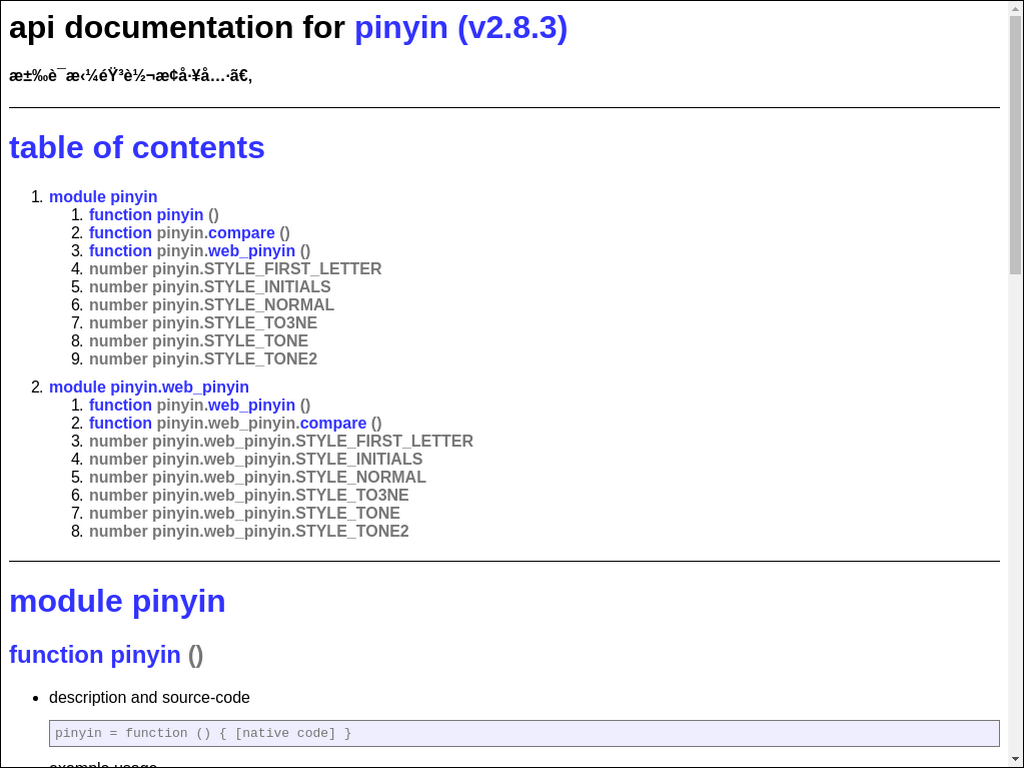 api documentation for pinyin (v2.8.3)
æ±‰è¯­æ‹¼éŸ³è½¬æ¢å·¥å…·ã€‚
table of contents
1. module pinyin
1. function pinyin ()
2. function pinyin.compare ()
3. function pinyin.web_pinyin ()
4. number pinyin.STYLE_FIRST_LETTER
5. number pinyin.STYLE_INITIALS
6. number pinyin.STYLE_NORMAL
7. number pinyin.STYLE_TO3NE
8. number pinyin.STYLE_TONE
9. number pinyin.STYLE_TONE2
2. module pinyin.web_pinyin
1. function pinyin.web_pinyin ()
2. function pinyin.web_pinyin.compare ()
3. number pinyin.web_pinyin.STYLE_FIRST_LETTER
4. number pinyin.web_pinyin.STYLE_INITIALS
5. number pinyin.web_pinyin.STYLE_NORMAL
6. number pinyin.web_pinyin.STYLE_TO3NE
7. number pinyin.web_pinyin.STYLE_TONE
8. number pinyin.web_pinyin.STYLE_TONE2
module pinyin
function pinyin ()
• description and source-code
pinyin = function () { [native code] }
example usage